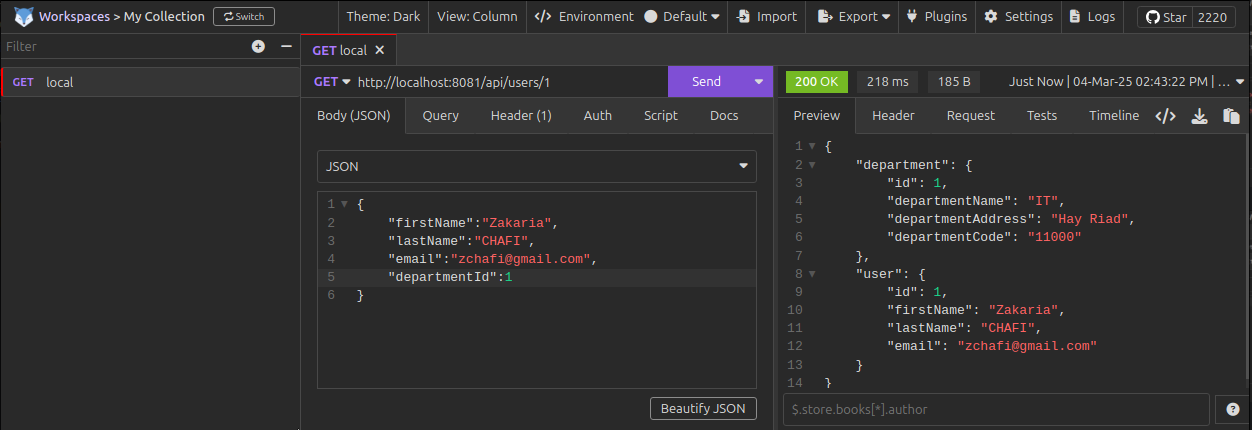 Workspaces > My Collection Switch Theme: Dark View: Column </> Environment Default Import Export Plugins Settings Logs Star 2220
Filter
GET local
GET local ×
GET http://localhost:8081/api/users/1 Send
Body (JSON) Query Header (1) Auth Script Docs
JSON
1 {
2 "firstName":"Zakaria",
3 "lastName":"CHAFI",
4 "email":"zchafi@gmail.com",
5 "departmentId":1
6 }
Beautify JSON
200 OK 218 ms 185 B Just Now | 04-Mar-25 02:43:22 PM | ...
Preview Header Request Tests Timeline </>
1 {
2 "department": {
3 "id": 1,
4 "departmentName": "IT",
5 "departmentAddress": "Hay Riad",
6 "departmentCode": "11000"
7 },
8 "user": {
9 "id": 1,
10 "firstName": "Zakaria",
11 "lastName": "CHAFI",
12 "email": "zchafi@gmail.com"
13 }
14 }
$.store.books[*].author ?